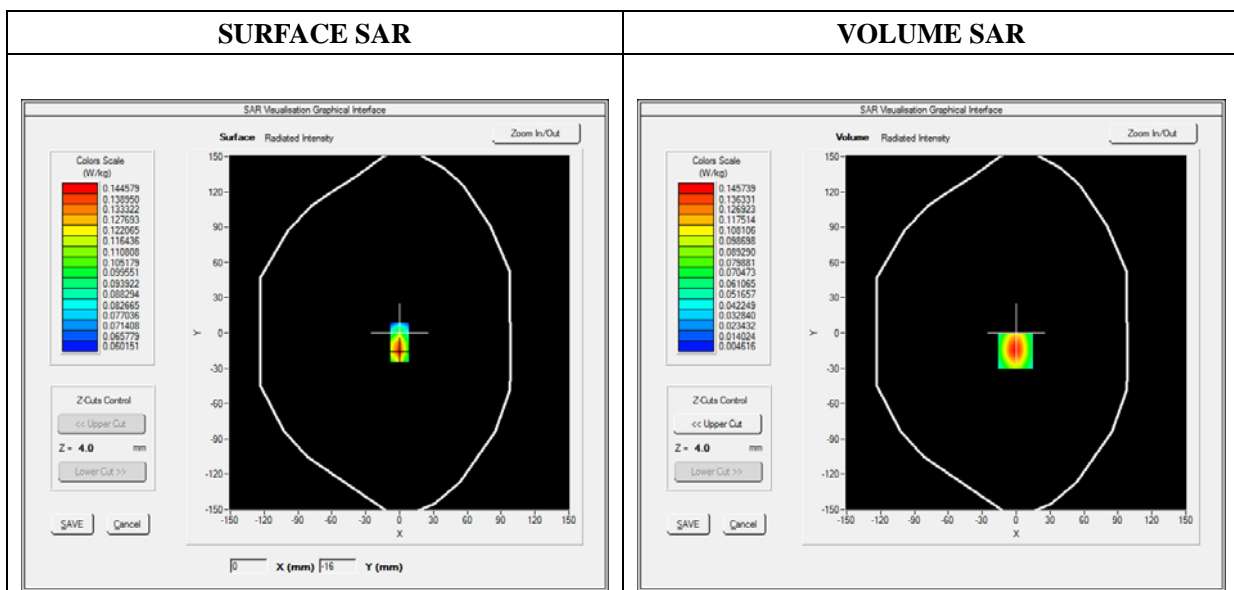 SURFACE SAR
VOLUME SAR
SAR Visualisation Graphical Interface
Surface Radiated Intensity
Zoom In/Out
Colors Scale
(W/kg)
0.144579
0.138950
0.133322
0.127693
0.122065
0.116436
0.110808
0.105179
0.099551
0.093922
0.088294
0.082665
0.077036
0.071408
0.065779
0.060151
Z-Cuts Control
<< Upper Cut
Z = 4.0 mm
Lower Cut >>
SAVE Cancel
150
120
90
60
30
0
-30
-60
-90
-120
-150
Y
-150 -120 -90 -60 -30 0 30 60 90 120 150
X
0 X (mm) -16 Y (mm)
SAR Visualisation Graphical Interface
Volume Radiated Intensity
Zoom In/Out
Colors Scale
(W/kg)
0.145739
0.136331
0.126923
0.117514
0.108106
0.098698
0.089290
0.079881
0.070473
0.061065
0.051657
0.042249
0.032840
0.023432
0.014024
0.004616
Z-Cuts Control
<< Upper Cut
Z = 4.0 mm
Lower Cut >>
SAVE Cancel
150
120
90
60
30
0
-30
-60
-90
-120
-150
Y
-150 -120 -90 -60 -30 0 30 60 90 120 150
X